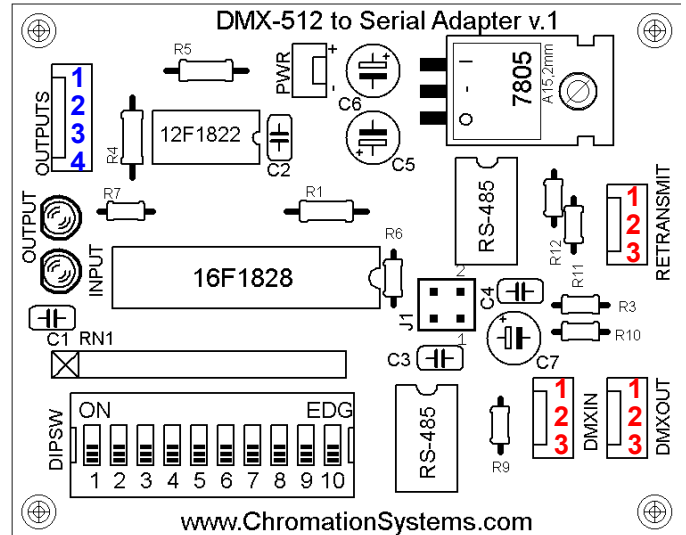 DMX-512 to Serial Adapter v.1
R5
PWR
+
-
C6
+
I
-
O
7805
A15,2mm
OUTPUTS
1
2
3
4
R4
12F1822
C2
+
C5
RS-485
R12
R11
RETRANSMIT
1
2
3
OUTPUT
R7
R1
INPUT
16F1828
R6
2
J1
1
C4
R3
R10
+
C7
C1
RN1
C3
DIPSW
ON
EDG
1 2 3 4 5 6 7 8 9 10
RS-485
R9
1
2
3
DMXIN
1
2
3
DMXOUT
www.ChromationSystems.com